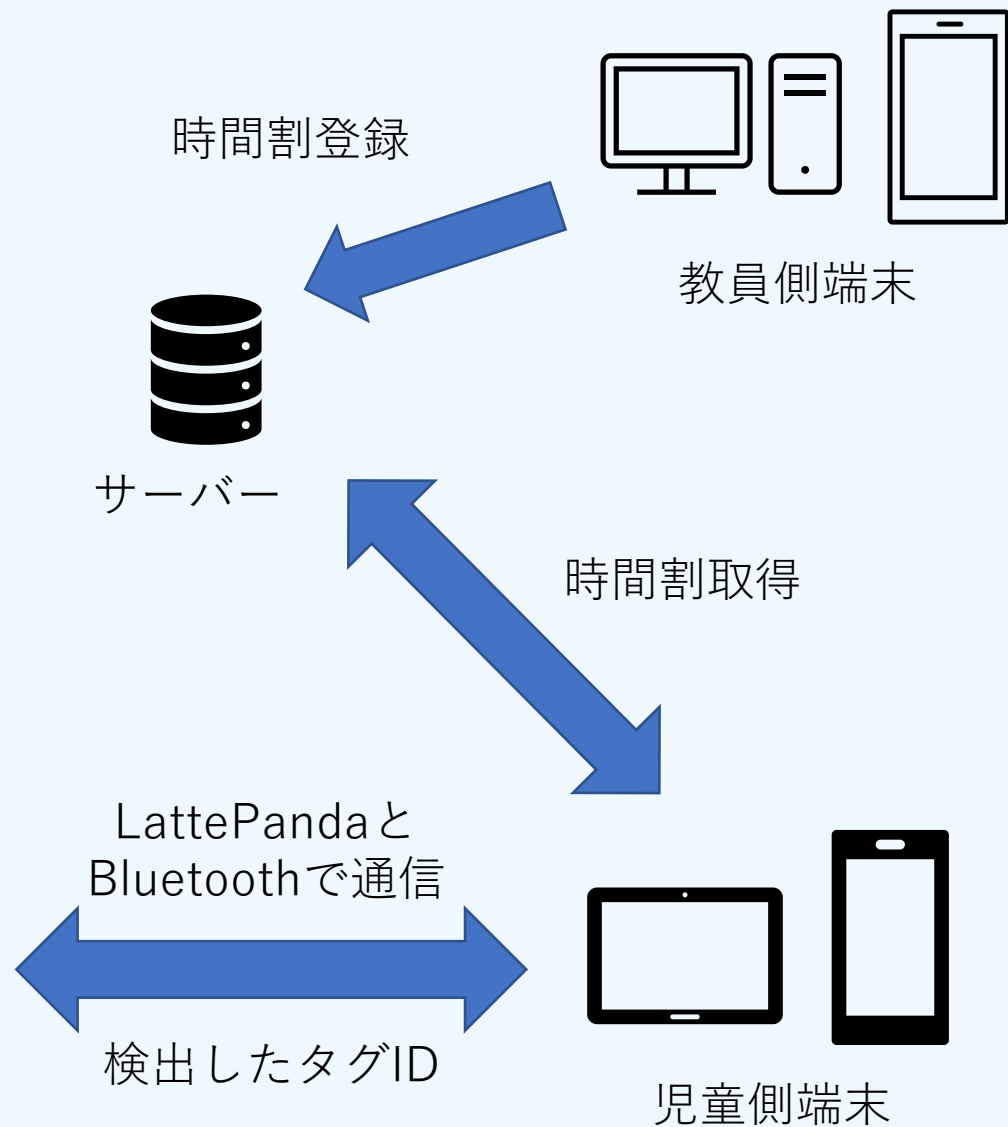 時間割登録
教員側端末
サーバー
時間割取得
LattePandaと
Bluetoothで通信
検出したタグID
児童側端末